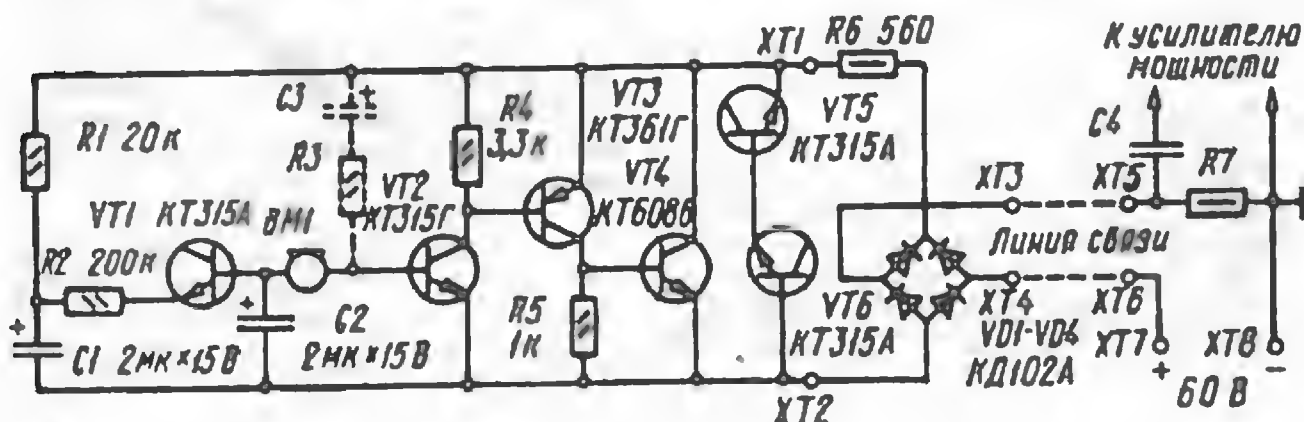 R1 20к
C3
R3
VT1 КТ315А
ВМ1
R2 200к
C1 2мк×15В
C2
2мк×15В
VT2
КТ315Г
R4
3,3к
VT3
КТ361Г
VT4
КТ608Б
R5
1к
XT1
R6 560
VT5
КТ315А
VT6
КТ315А
XT2
XT3
XT5
Линия связи
XT4
XT6
VD1-VD4
КД102А
К усилителю
мощности
C4
R7
XT7
XT8
+
−
60 В